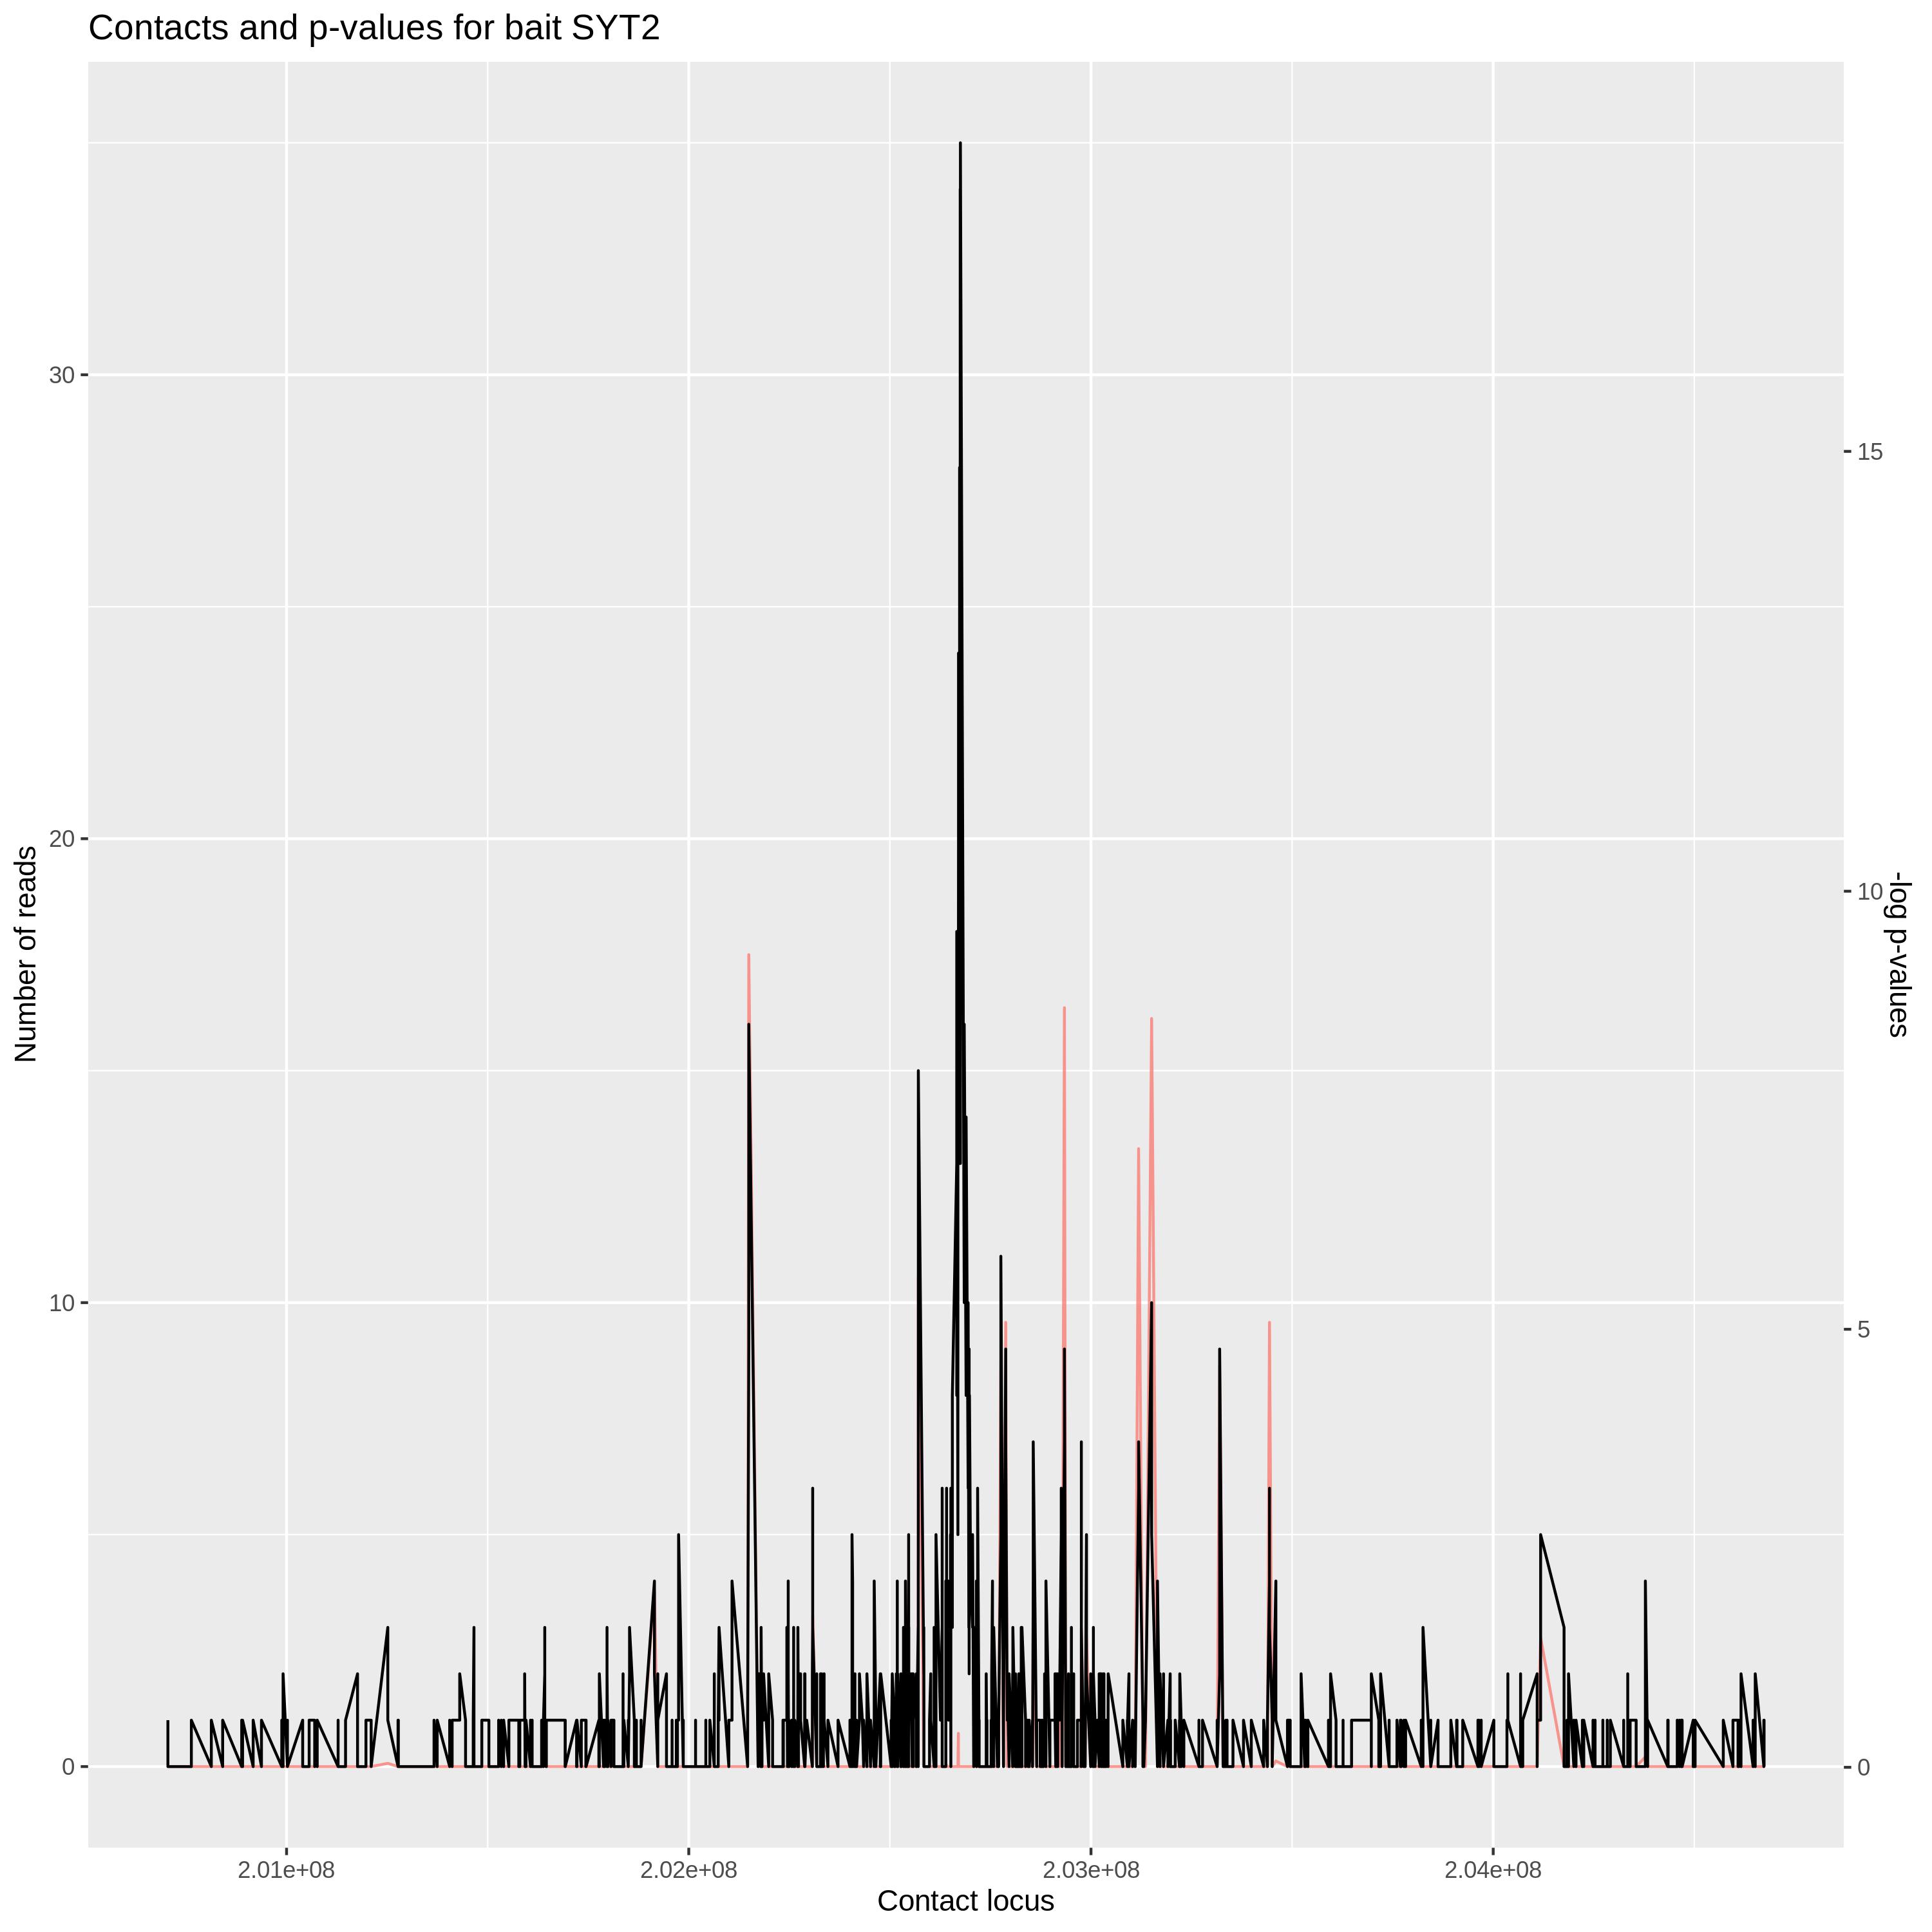 Contacts and p-values for bait SYT2
Number of reads
30
20
10
0
15
10
5
0
-log p-values
2.01e+08
2.02e+08
2.03e+08
2.04e+08
Contact locus